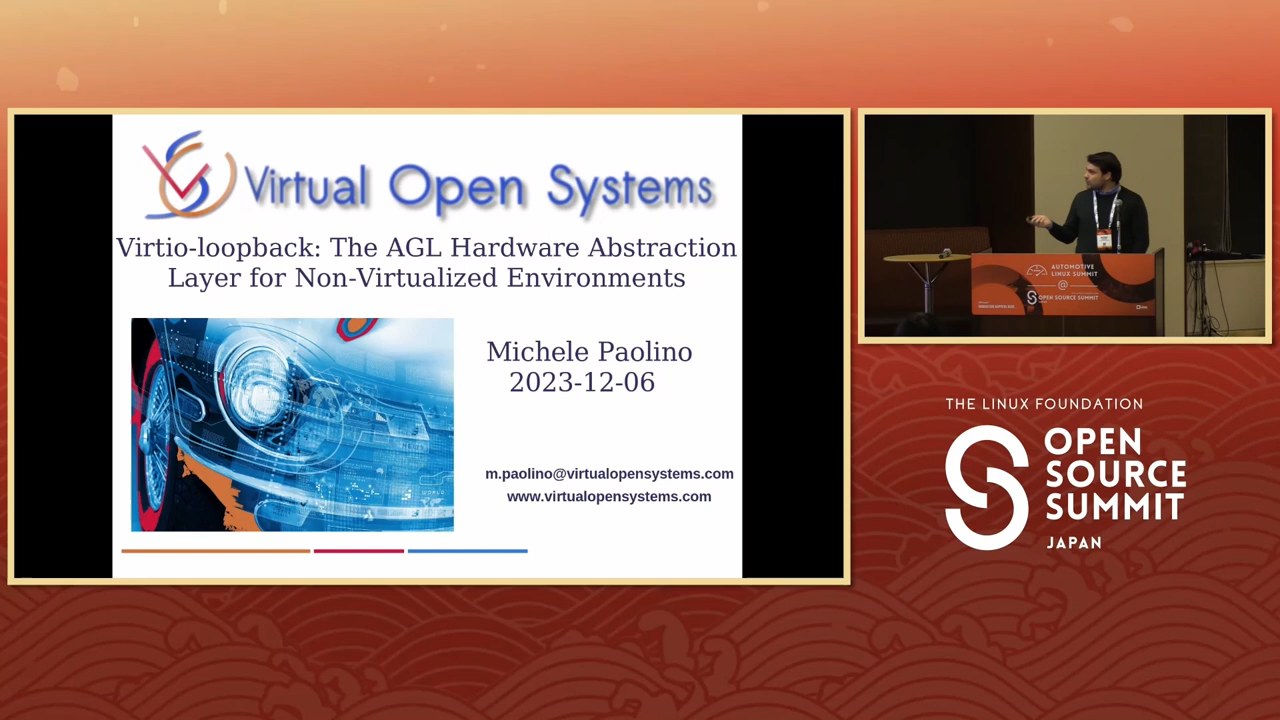 Virtual Open Systems
Virtio-loopback: The AGL Hardware Abstraction
Layer for Non-Virtualized Environments
Michele Paolino
2023-12-06
m.paolino@virtualopensystems.com
www.virtualopensystems.com
AUTOMOTIVE
LINUX SUMMIT
@
OPEN SOURCE SUMMIT
THE LINUX FOUNDATION
OPEN
SOURCE
SUMMIT
JAPAN